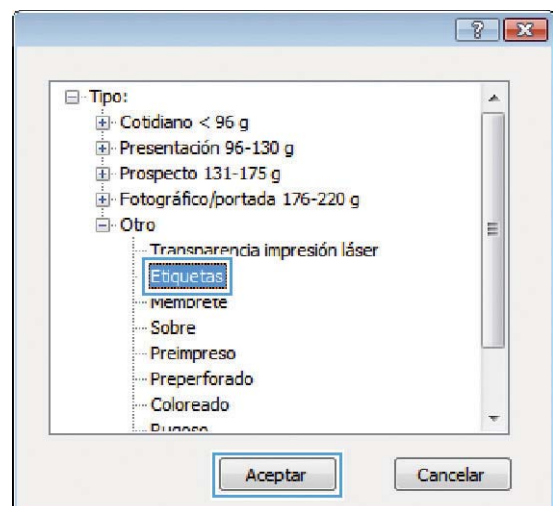 Tipo:
Cotidiano < 96 g
Presentación 96-130 g
Prospecto 131-175 g
Fotográfico/portada 176-220 g
Otro
Transparencia impresión láser
Etiquetas
Membrete
Sobre
Preimpreso
Preperforado
Coloreado
Rugoso
Aceptar Cancelar